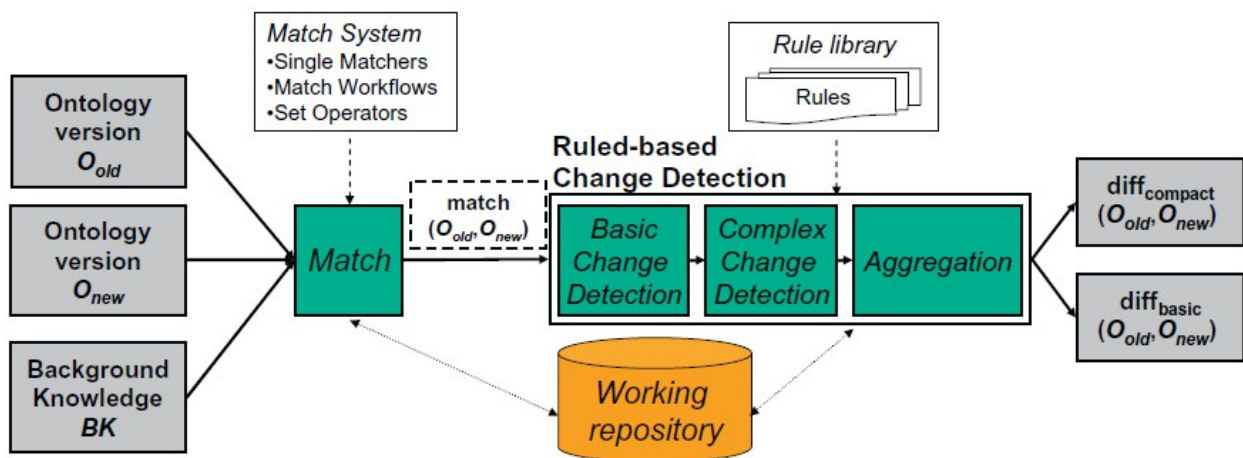 Match System
•Single Matchers
•Match Workflows
•Set Operators
Rule library
Rules
Ontology
version
Oold
Ontology
version
Onew
Background
Knowledge
BK
Match
match
(Oold,Onew)
Ruled-based
Change Detection
Basic
Change
Detection
Complex
Change
Detection
Aggregation
diffcompact
(Oold,Onew)
diffbasic
(Oold,Onew)
Working
repository